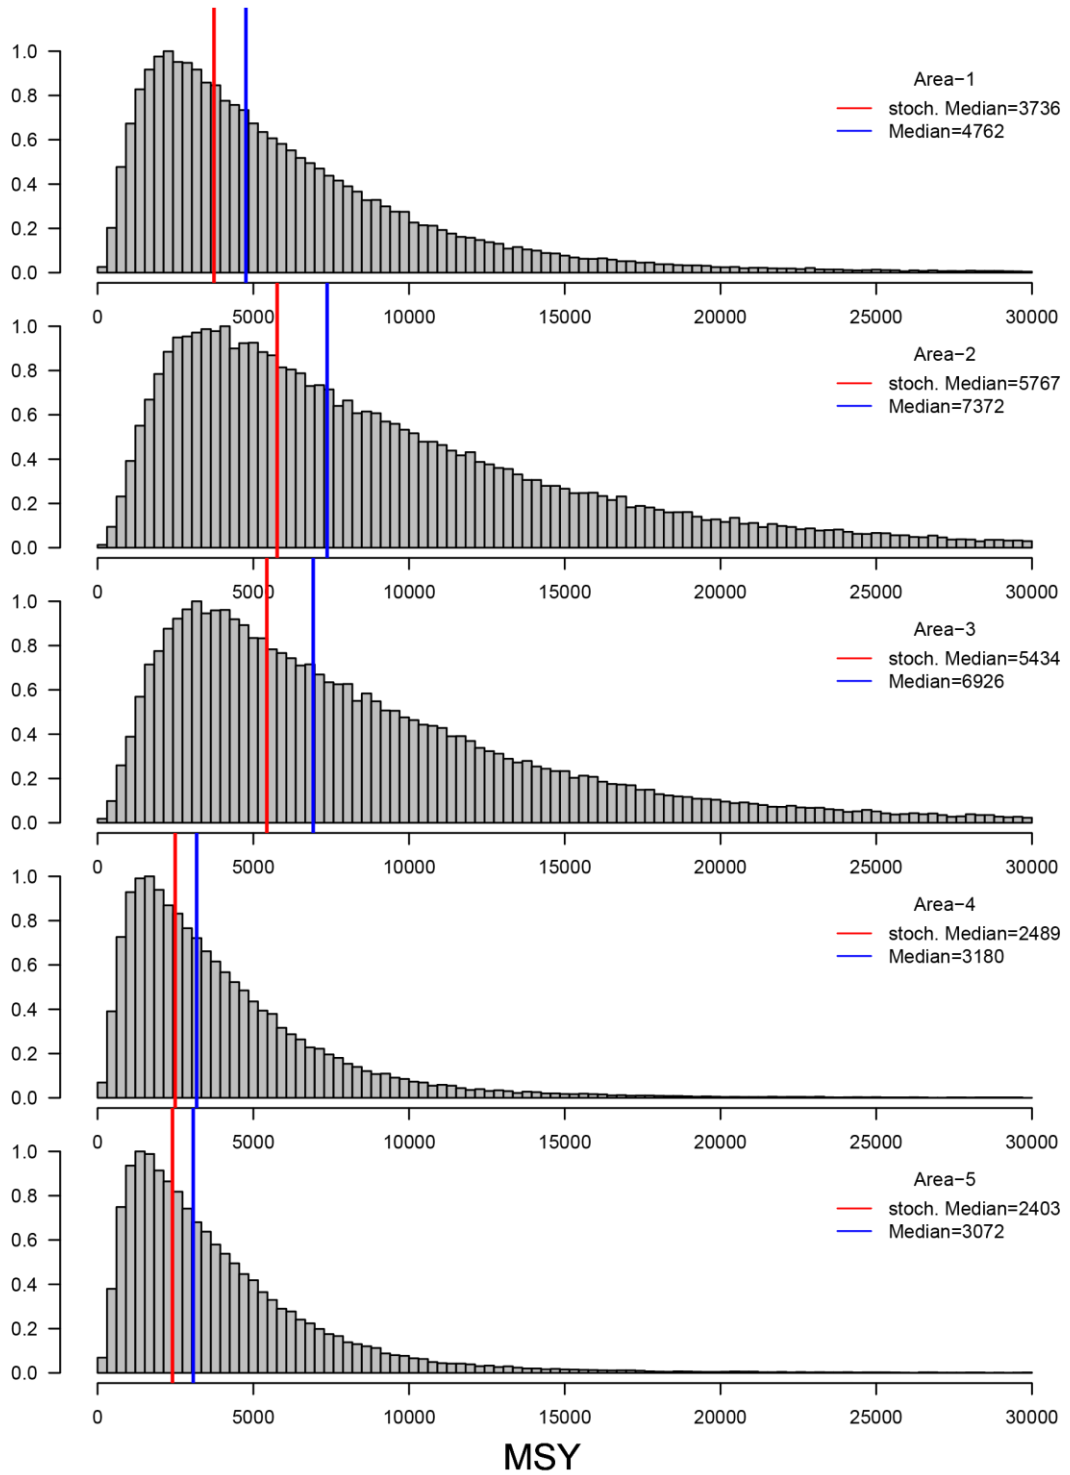 1.0
0.8
0.6
0.4
0.2
0.0
Area−1
stoch. Median=3736
Median=4762
0 5000 10000 15000 20000 25000 30000
1.0
0.8
0.6
0.4
0.2
0.0
Area−2
stoch. Median=5767
Median=7372
0 5000 10000 15000 20000 25000 30000
1.0
0.8
0.6
0.4
0.2
0.0
Area−3
stoch. Median=5434
Median=6926
0 5000 10000 15000 20000 25000 30000
1.0
0.8
0.6
0.4
0.2
0.0
Area−4
stoch. Median=2489
Median=3180
0 5000 10000 15000 20000 25000 30000
1.0
0.8
0.6
0.4
0.2
0.0
Area−5
stoch. Median=2403
Median=3072
0 5000 10000 15000 20000 25000 30000
MSY